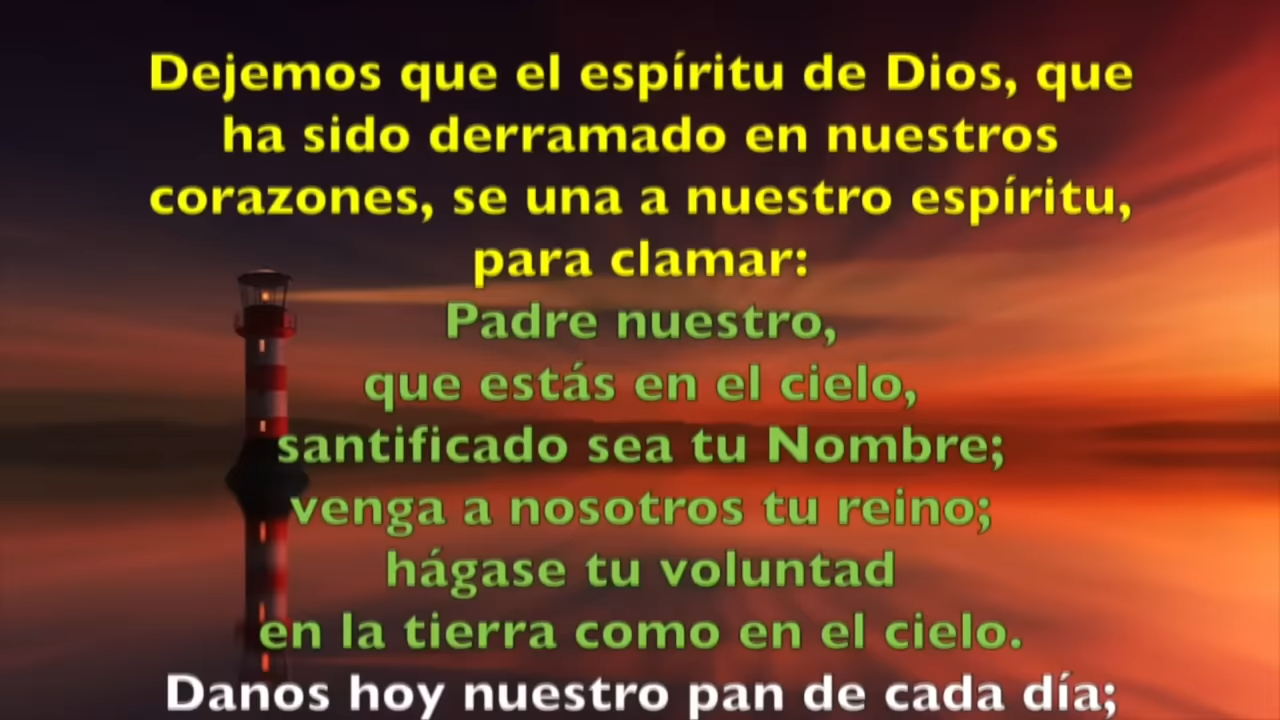 Dejemos que el espíritu de Dios, que
ha sido derramado en nuestros
corazones, se una a nuestro espíritu,
para clamar:
Padre nuestro,
que estás en el cielo,
santificado sea tu Nombre;
venga a nosotros tu reino;
hágase tu voluntad
en la tierra como en el cielo.
Danos hoy nuestro pan de cada día;